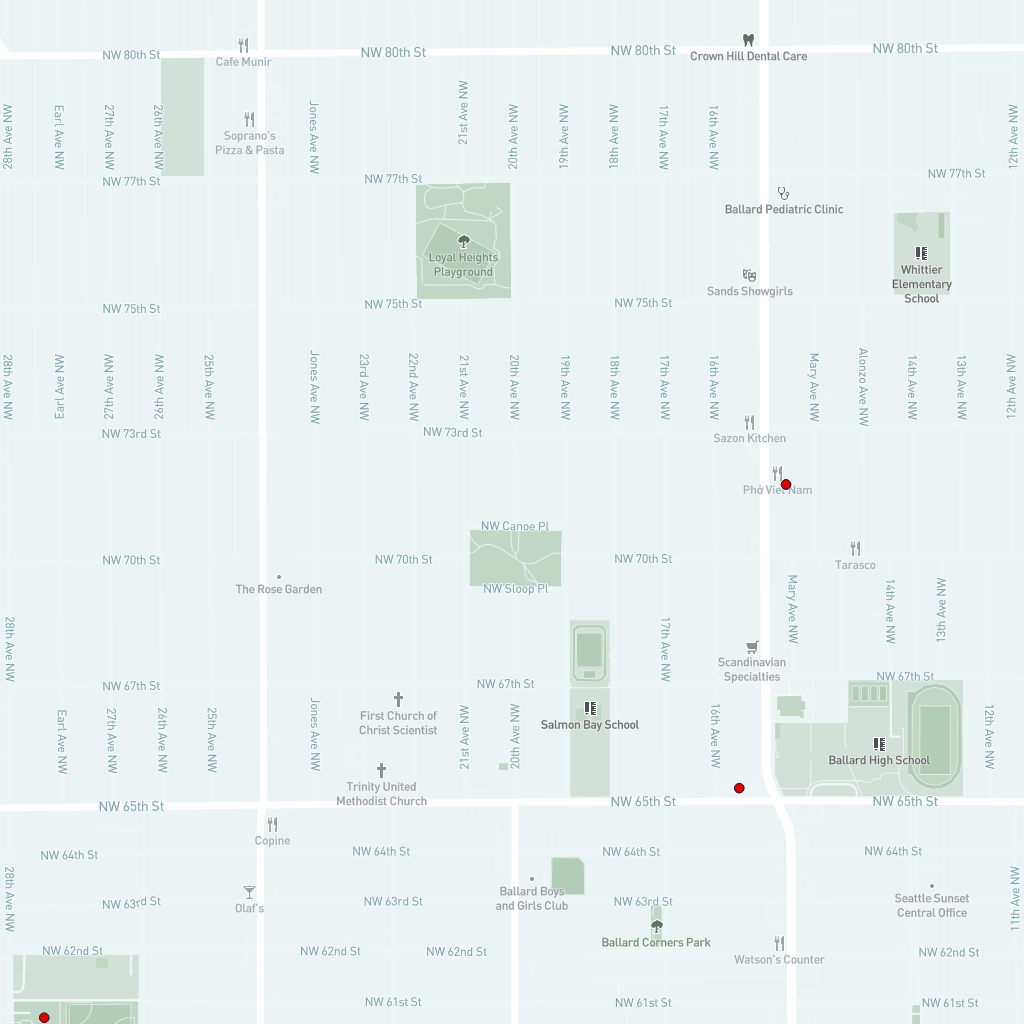 NW 80th St
NW 80th St
NW 80th St
NW 80th St
Cafe Munir
Crown Hill Dental Care
28th Ave NW
Earl Ave NW
27th Ave NW
26th Ave NW
Soprano's
Pizza & Pasta
Jones Ave NW
21st Ave NW
20th Ave NW
19th Ave NW
18th Ave NW
17th Ave NW
16th Ave NW
12th Ave NW
NW 77th St
NW 77th St
NW 77th St
Ballard Pediatric Clinic
Loyal Heights
Playground
Whittier
Elementary
School
Sands Showgirls
NW 75th St
NW 75th St
NW 75th St
28th Ave NW
Earl Ave NW
27th Ave NW
26th Ave NW
25th Ave NW
Jones Ave NW
23rd Ave NW
22nd Ave NW
21st Ave NW
20th Ave NW
19th Ave NW
18th Ave NW
17th Ave NW
16th Ave NW
Mary Ave NW
Alonzo Ave NW
14th Ave NW
13th Ave NW
12th Ave NW
NW 73rd St
NW 73rd St
Sazon Kitchen
Phở Việt Nam
NW Canoe Pl
NW 70th St
NW 70th St
NW 70th St
Tarasco
The Rose Garden
NW Sloop Pl
28th Ave NW
17th Ave NW
Mary Ave NW
14th Ave NW
13th Ave NW
Scandinavian
Specialties
NW 67th St
NW 67th St
NW 67th St
Earl Ave NW
27th Ave NW
26th Ave NW
25th Ave NW
Jones Ave NW
First Church of
Christ Scientist
21st Ave NW
20th Ave NW
Salmon Bay School
16th Ave NW
Ballard High School
12th Ave NW
Trinity United
Methodist Church
NW 65th St
NW 65th St
NW 65th St
Copine
NW 64th St
NW 64th St
NW 64th St
NW 64th St
28th Ave NW
Olaf's
NW 63rd St
NW 63rd St
NW 63rd St
Ballard Boys
and Girls Club
Seattle Sunset
Central Office
11th Ave NW
Ballard Corners Park
NW 62nd St
NW 62nd St
NW 62nd St
NW 62nd St
Watson's Counter
NW 61st St
NW 61st St
NW 61st St